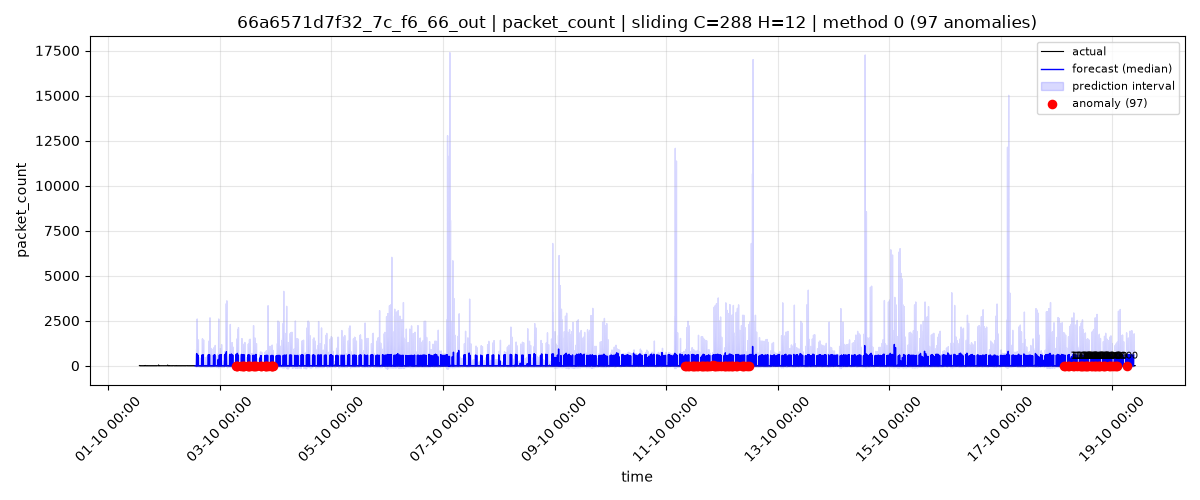 66a6571d7f32_7c_f6_66_out | packet_count | sliding C=288 H=12 | method 0 (97 anomalies)
17500
15000
12500
10000
7500
5000
2500
0
packet_count
actual
forecast (median)
prediction interval
anomaly (97)
01-10 00:00
03-10 00:00
05-10 00:00
07-10 00:00
09-10 00:00
11-10 00:00
13-10 00:00
15-10 00:00
17-10 00:00
19-10 00:00
time